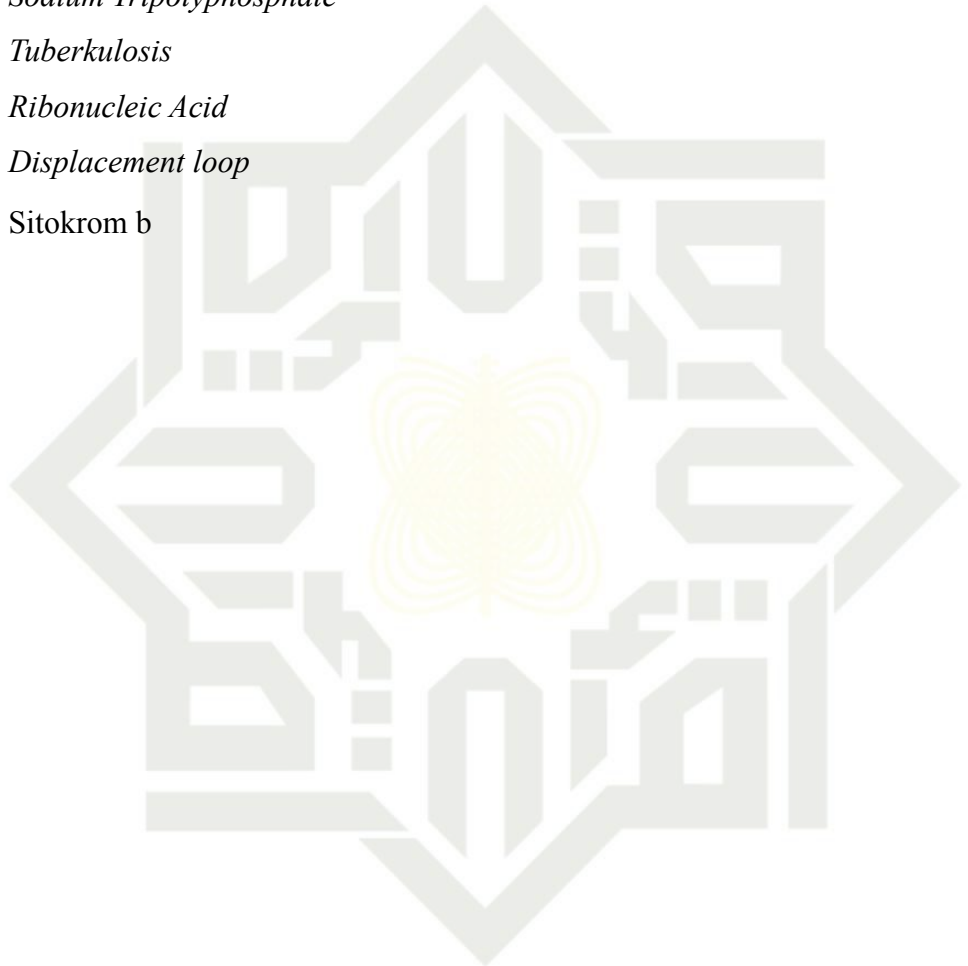 Sodium Tripolyphosphate
Tuberkulosis
Ribonucleic Acid
Displacement loop
Sitokrom b